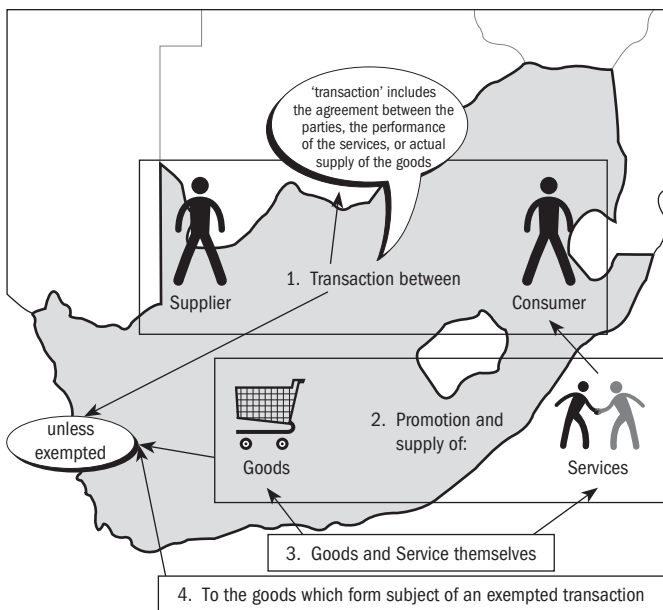 ‘transaction’ includes
the agreement between the
parties, the performance
of the services, or actual
supply of the goods
1. Transaction between
Supplier
Consumer
2. Promotion and
supply of:
unless
exempted
Goods
Services
3. Goods and Service themselves
4. To the goods which form subject of an exempted transaction